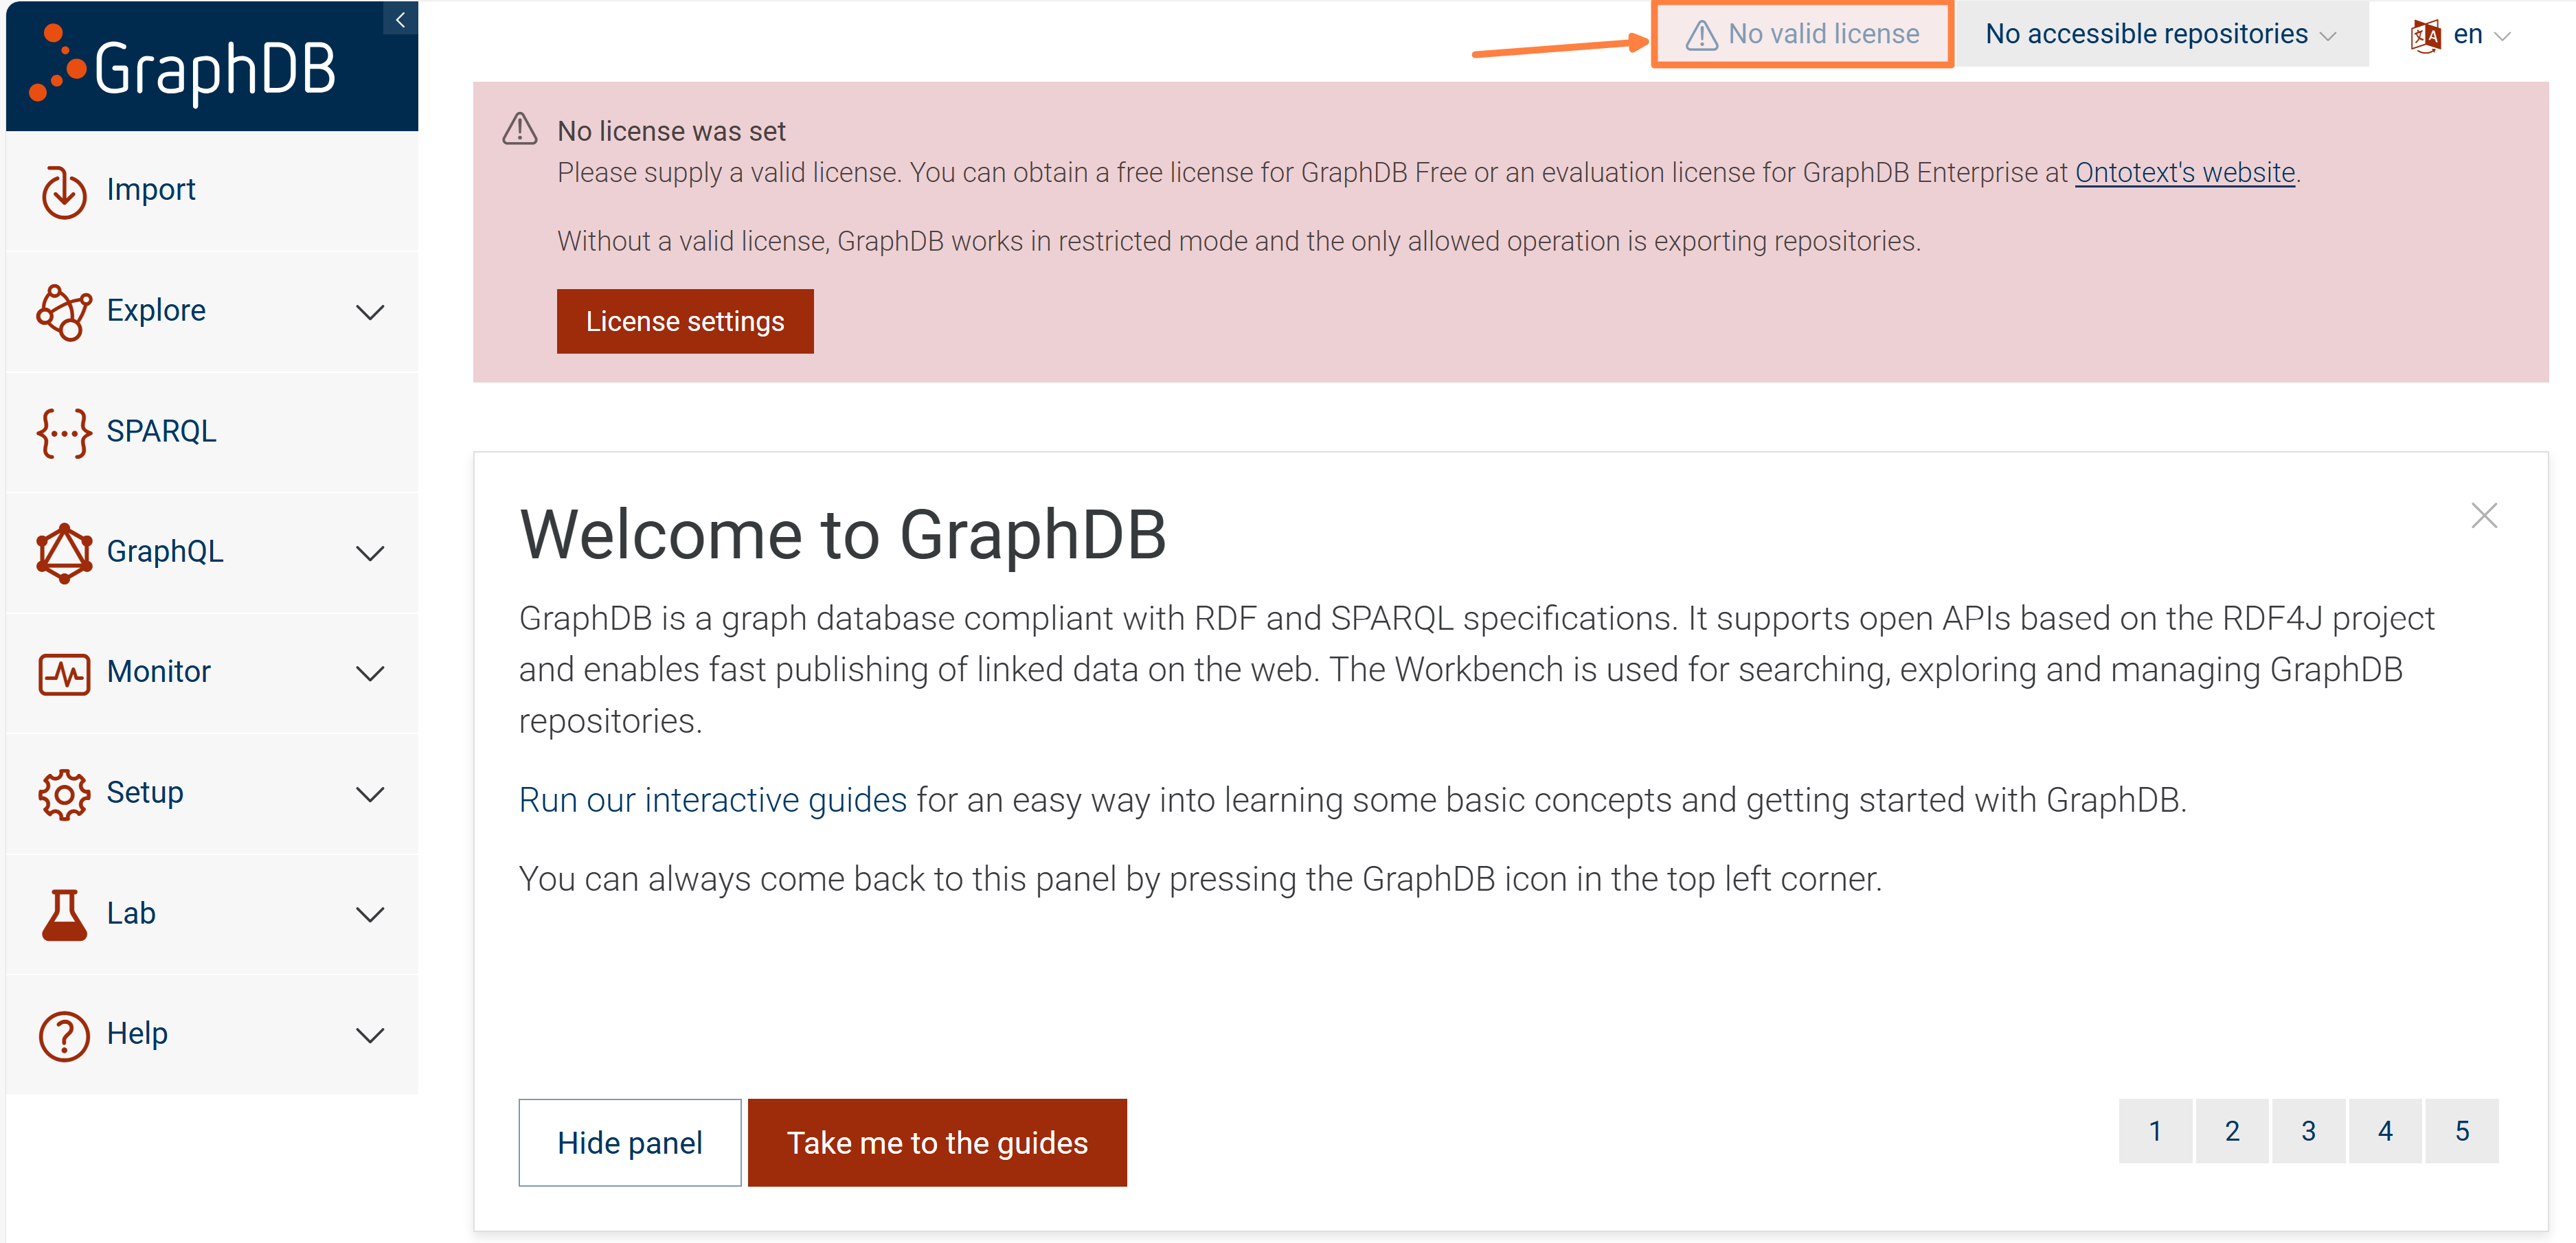 GraphDB
No valid license
No accessible repositories
en
Import
Explore
SPARQL
GraphQL
Monitor
Setup
Lab
Help
No license was set
Please supply a valid license. You can obtain a free license for GraphDB Free or an evaluation license for GraphDB Enterprise at Ontotext's website.
Without a valid license, GraphDB works in restricted mode and the only allowed operation is exporting repositories.
License settings
Welcome to GraphDB
GraphDB is a graph database compliant with RDF and SPARQL specifications. It supports open APIs based on the RDF4J project
and enables fast publishing of linked data on the web. The Workbench is used for searching, exploring and managing GraphDB
repositories.
Run our interactive guides for an easy way into learning some basic concepts and getting started with GraphDB.
You can always come back to this panel by pressing the GraphDB icon in the top left corner.
Hide panel
Take me to the guides
1 2 3 4 5